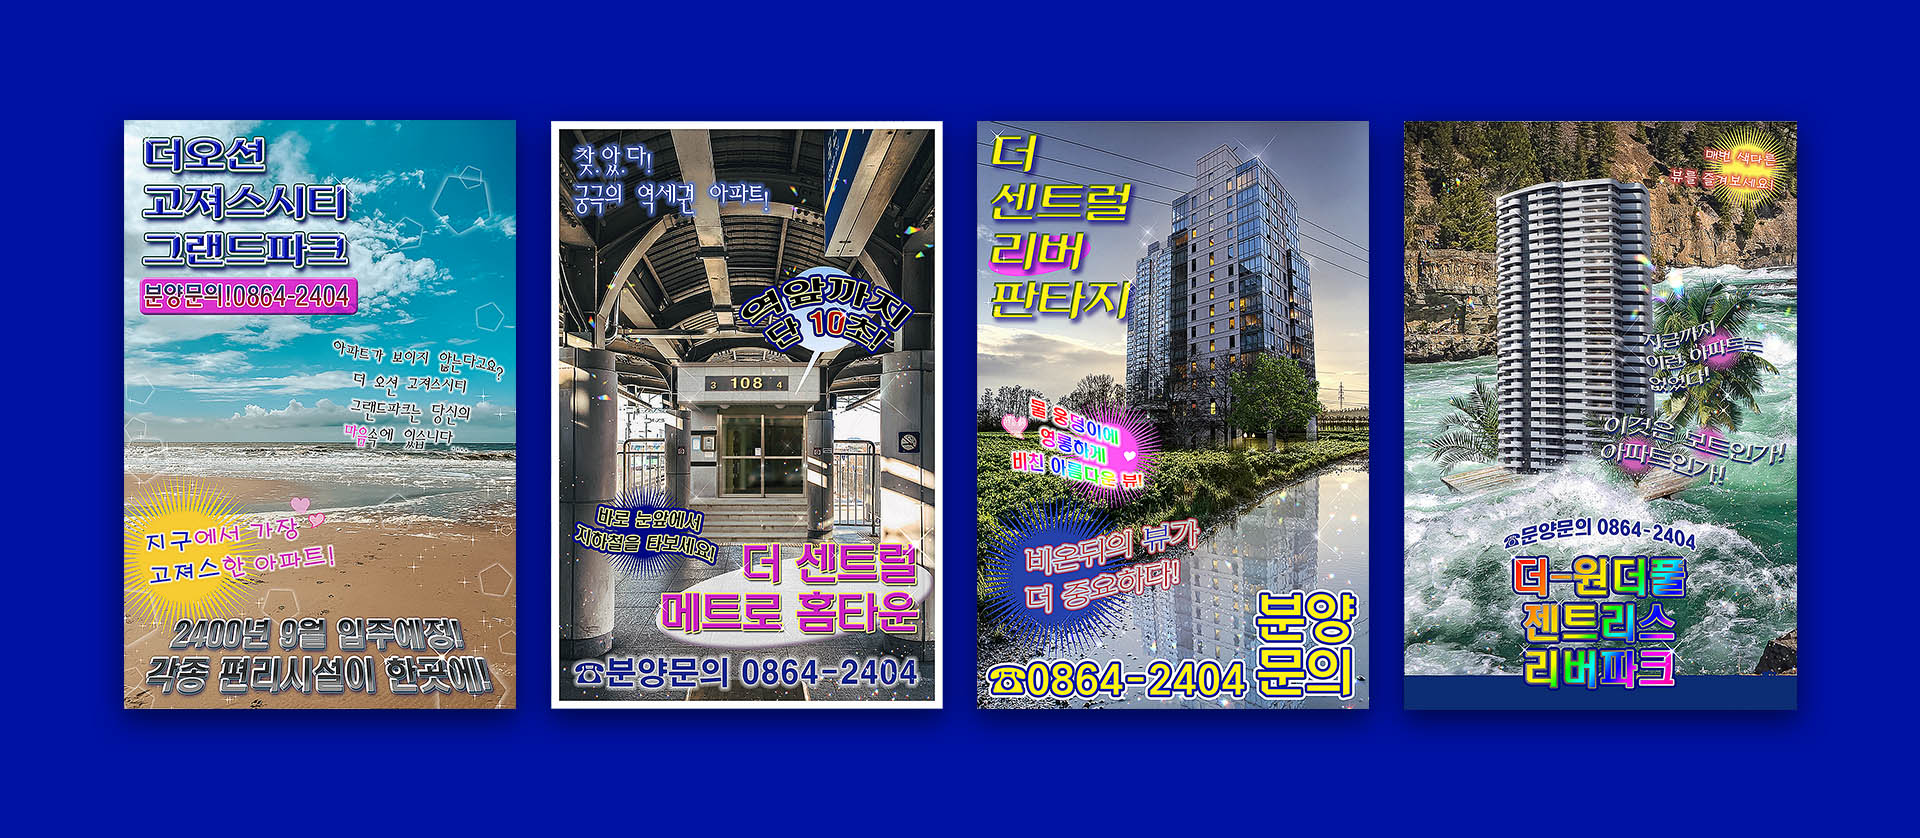 더오션
고져스시티
그랜드파크
분양문의!0864-2404
아파트가 보이지 않는다고요?
더 오션 고져스시티
그랜드파크는 당신의
마음속에 있습니다....
지구에서 가장
고져스한 아파트!
2400년 9월 입주예정!
각종 편리시설이 한곳에!
찾.았.다!
궁극의 역세권 아파트!
역앞까지
단 10초!
3 108 4
바로 눈앞에서
지하철을 타보세요!
더 센트럴
메트로 홈타운
☎분양문의 0864-2404
더
센트럴
리버
판타지
물웅덩이에
영롱하게
비친 아름다운 뷰!
비온뒤의 뷰가
더 중요하다!
분양
문의
☎0864-2404
매번 색다른
뷰를 즐겨보세요!
지금까지
이런 아파트는
없었다!
이것은 보트인가!
아파트인가!
☎분양문의 0864-2404
더-원더풀
젠트리스
리버파크